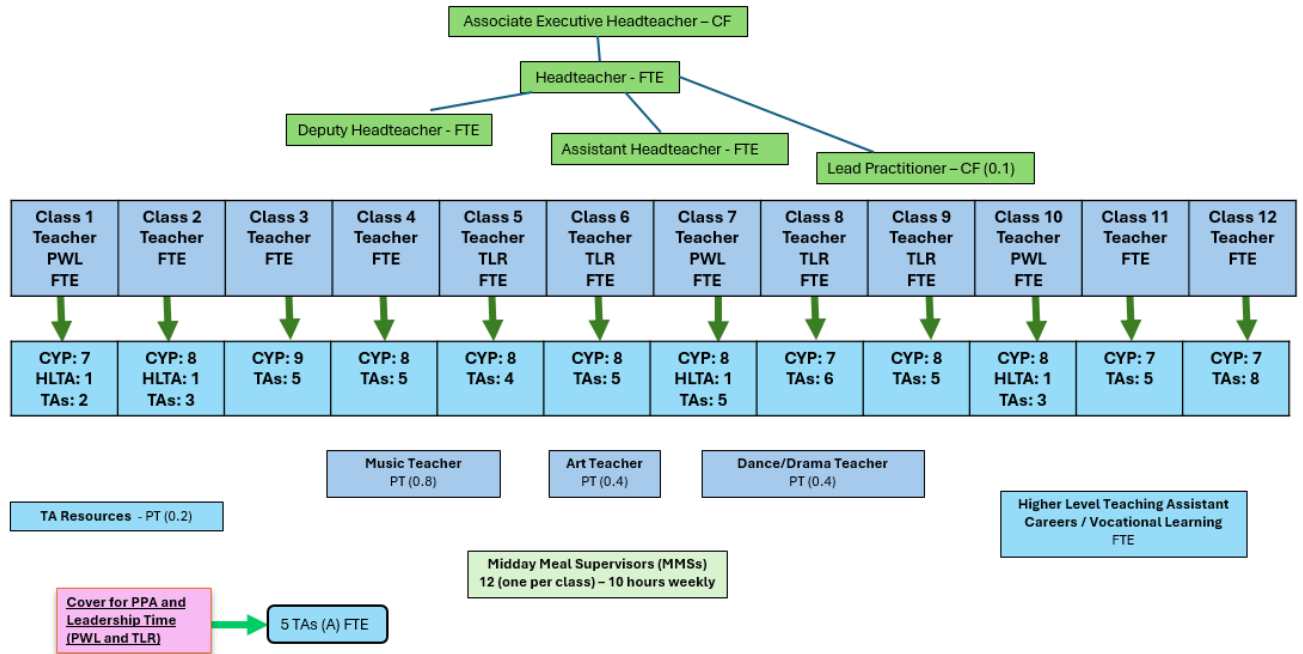 Associate Executive Headteacher – CF
Headteacher - FTE
Deputy Headteacher - FTE
Assistant Headteacher - FTE
Lead Practitioner – CF (0.1)
Class 1
Teacher
PWL
FTE
Class 2
Teacher
FTE
Class 3
Teacher
FTE
Class 4
Teacher
FTE
Class 5
Teacher
TLR
FTE
Class 6
Teacher
TLR
FTE
Class 7
Teacher
PWL
FTE
Class 8
Teacher
TLR
FTE
Class 9
Teacher
TLR
FTE
Class 10
Teacher
PWL
FTE
Class 11
Teacher
FTE
Class 12
Teacher
FTE
CYP: 7
HLTA: 1
TAs: 2
CYP: 8
HLTA: 1
TAs: 3
CYP: 9
TAs: 5
CYP: 8
TAs: 5
CYP: 8
TAs: 4
CYP: 8
TAs: 5
CYP: 8
HLTA: 1
TAs: 5
CYP: 7
TAs: 6
CYP: 8
TAs: 5
CYP: 8
HLTA: 1
TAs: 3
CYP: 7
TAs: 5
CYP: 7
TAs: 8
Music Teacher
PT (0.8)
Art Teacher
PT (0.4)
Dance/Drama Teacher
PT (0.4)
TA Resources - PT (0.2)
Higher Level Teaching Assistant
Careers / Vocational Learning
FTE
Midday Meal Supervisors (MMSs)
12 (one per class) – 10 hours weekly
Cover for PPA and
Leadership Time
(PWL and TLR)
5 TAs (A) FTE